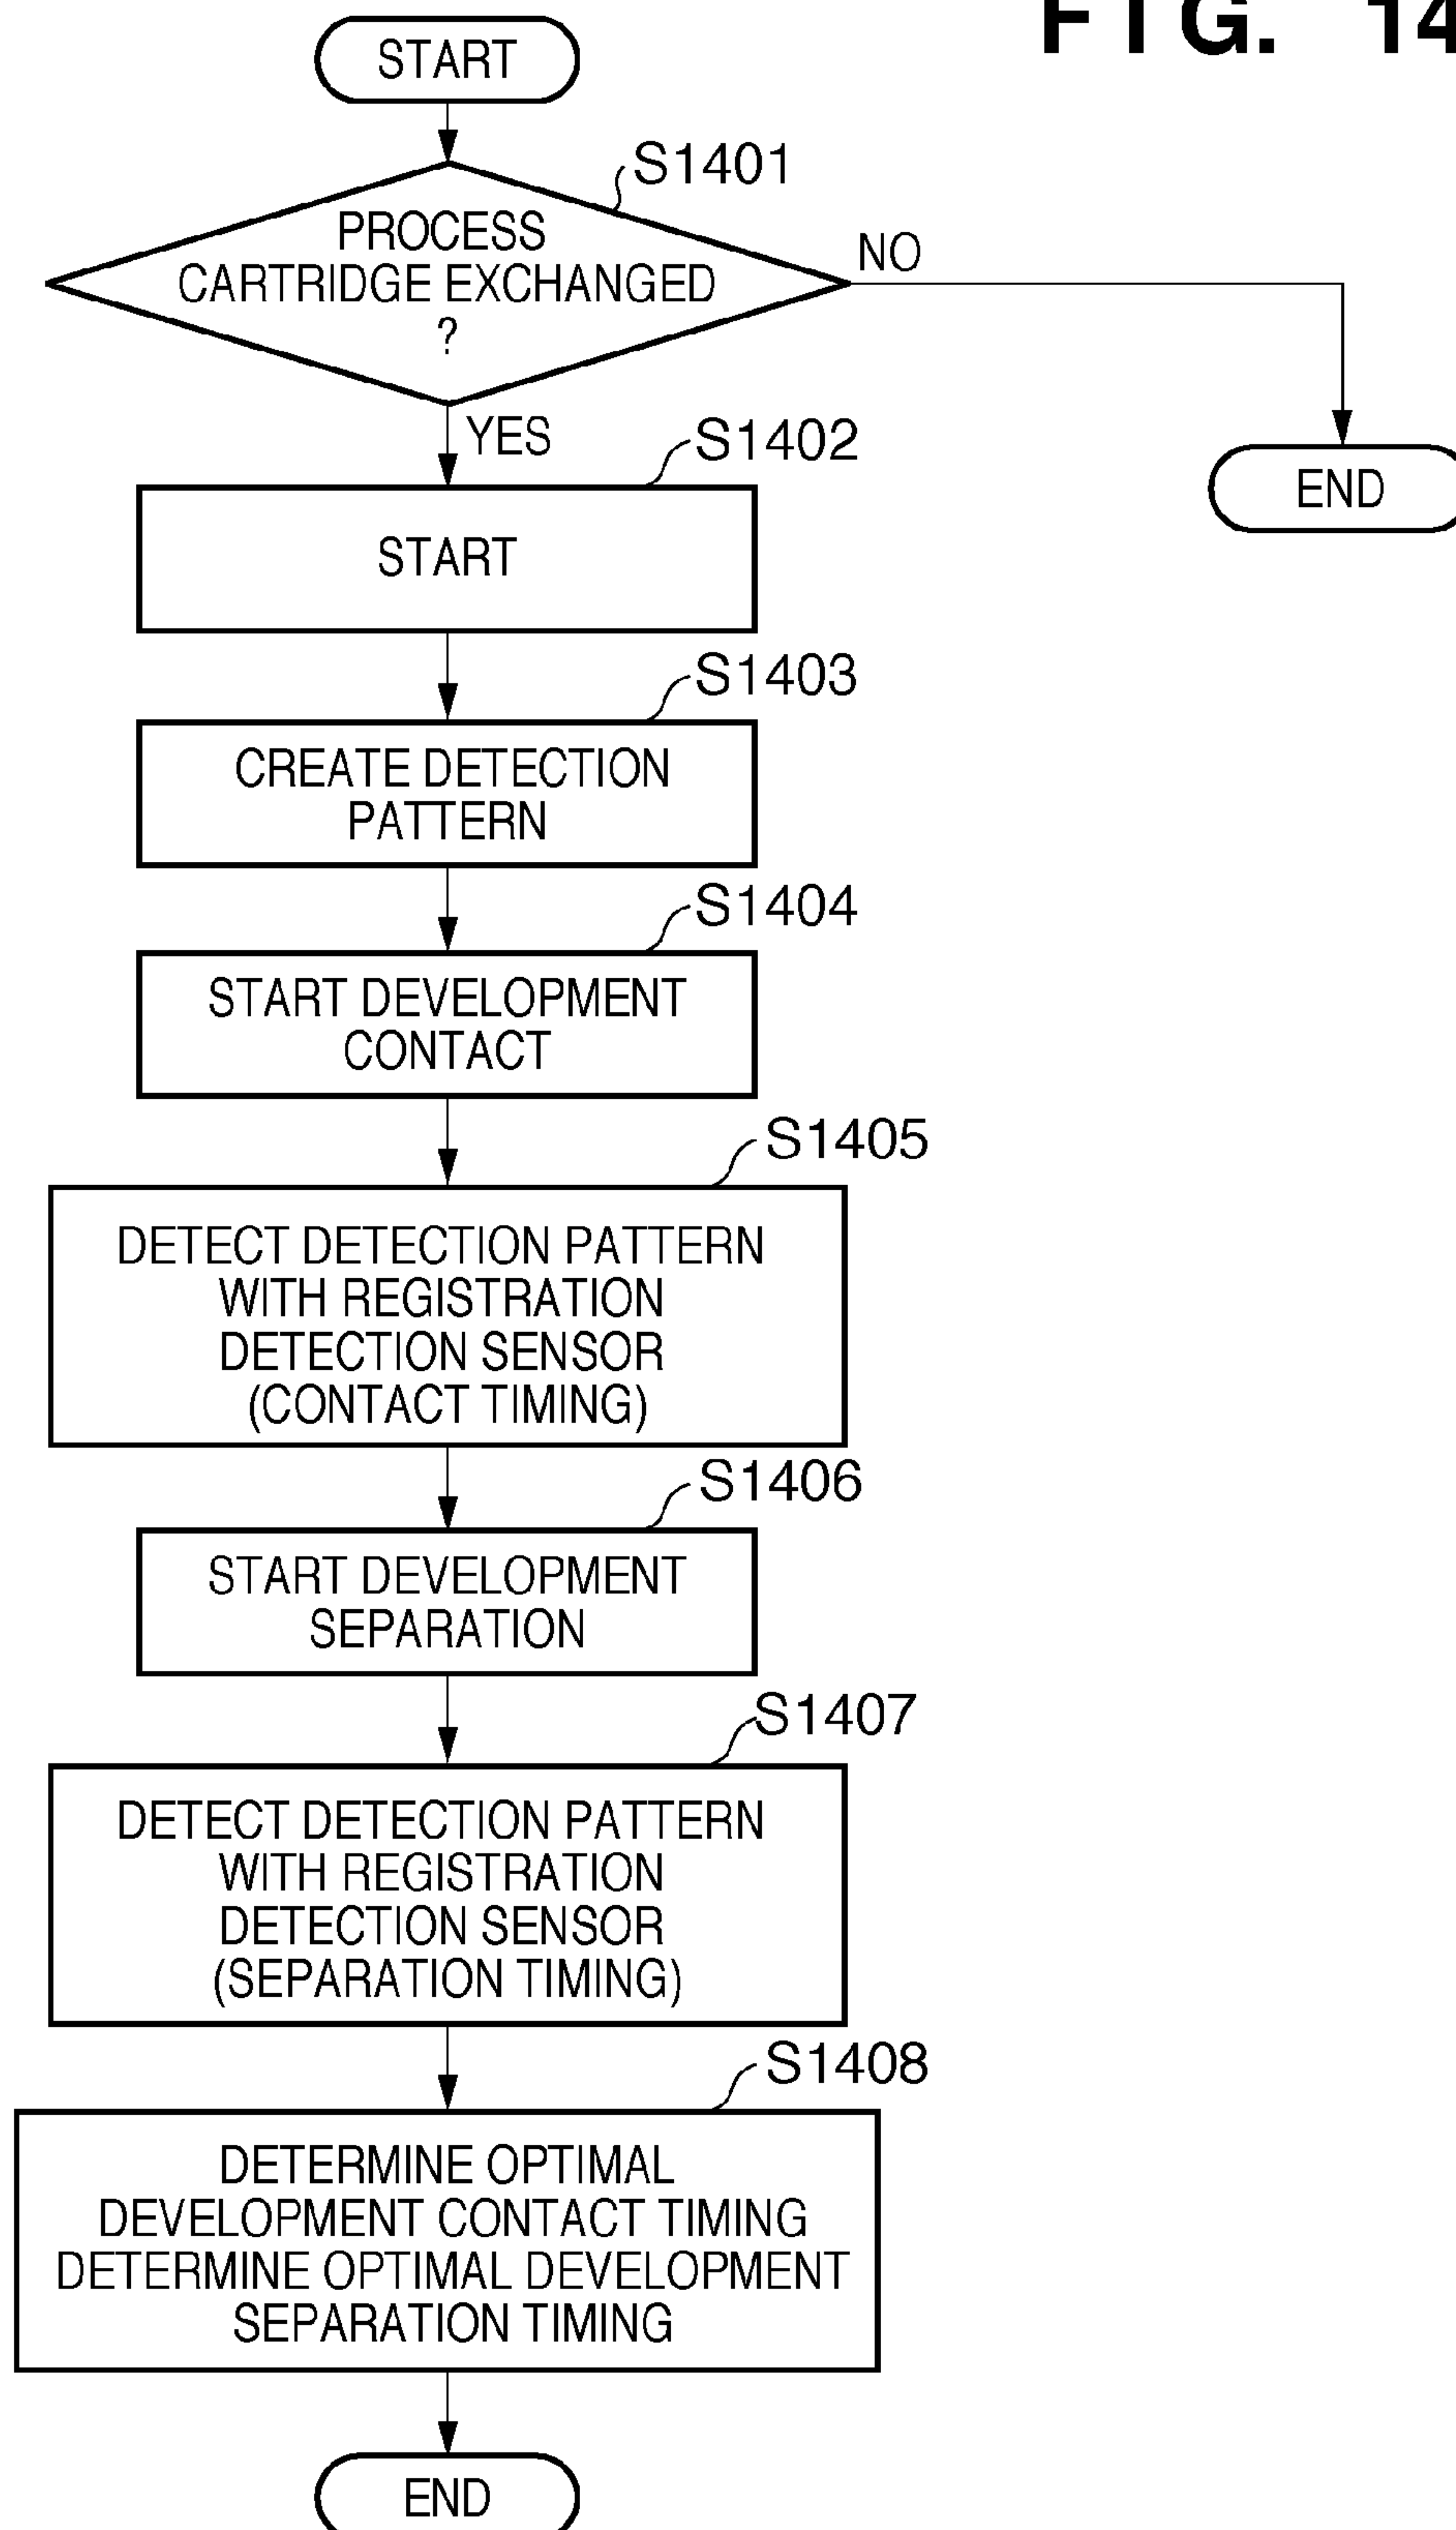 FIG. 14
START
S1401
PROCESS
CARTRIDGE EXCHANGED
?
NO
YES
END
S1402
START
S1403
CREATE DETECTION
PATTERN
S1404
START DEVELOPMENT
CONTACT
S1405
DETECT DETECTION PATTERN
WITH REGISTRATION
DETECTION SENSOR
(CONTACT TIMING)
S1406
START DEVELOPMENT
SEPARATION
S1407
DETECT DETECTION PATTERN
WITH REGISTRATION
DETECTION SENSOR
(SEPARATION TIMING)
S1408
DETERMINE OPTIMAL
DEVELOPMENT CONTACT TIMING
DETERMINE OPTIMAL DEVELOPMENT
SEPARATION TIMING
END